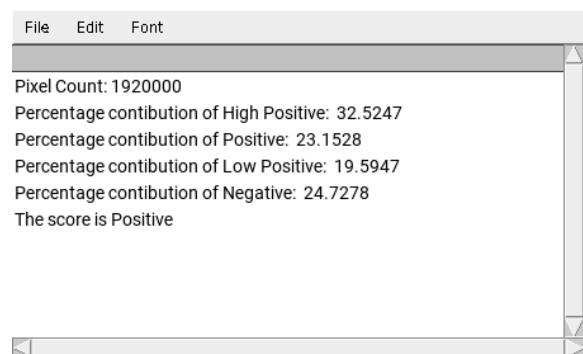 File Edit Font
Pixel Count: 1920000
Percentage contibution of High Positive: 32.5247
Percentage contibution of Positive: 23.1528
Percentage contibution of Low Positive: 19.5947
Percentage contibution of Negative: 24.7278
The score is Positive